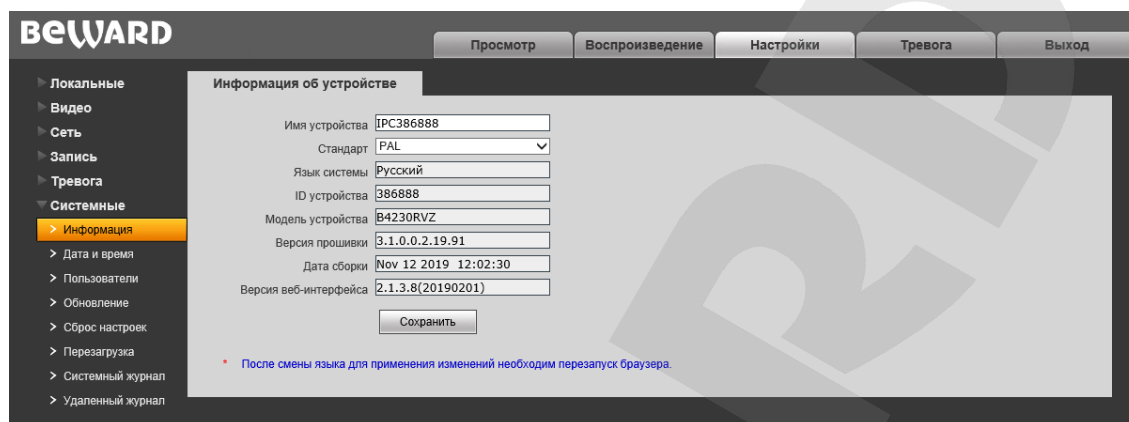 BEWARD
Просмотр
Воспроизведение
Настройки
Тревога
Выход
Локальные
Видео
Сеть
Запись
Тревога
Системные
Информация
Дата и время
Пользователи
Обновление
Сброс настроек
Перезагрузка
Системный журнал
Удаленный журнал
Информация об устройстве
Имя устройства IPC386888
Стандарт PAL
Язык системы Русский
ID устройства 386888
Модель устройства B4230RVZ
Версия прошивки 3.1.0.0.2.19.91
Дата сборки Nov 12 2019 12:02:30
Версия веб-интерфейса 2.1.3.8(20190201)
Сохранить
* После смены языка для применения изменений необходим перезапуск браузера.